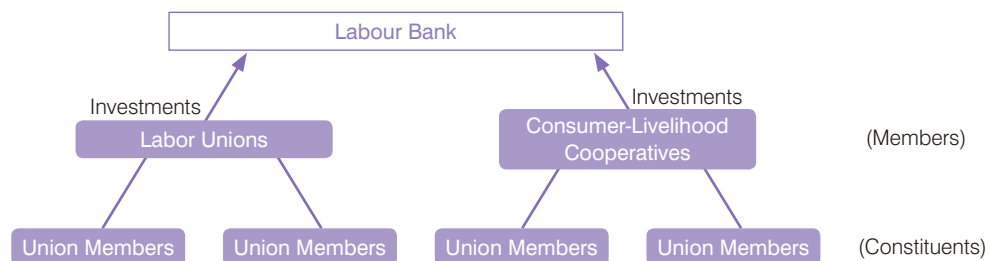 Labour Bank
Investments
Investments
Labor Unions
Consumer-Livelihood
Cooperatives
(Members)
Union Members
Union Members
Union Members
Union Members
(Constituents)